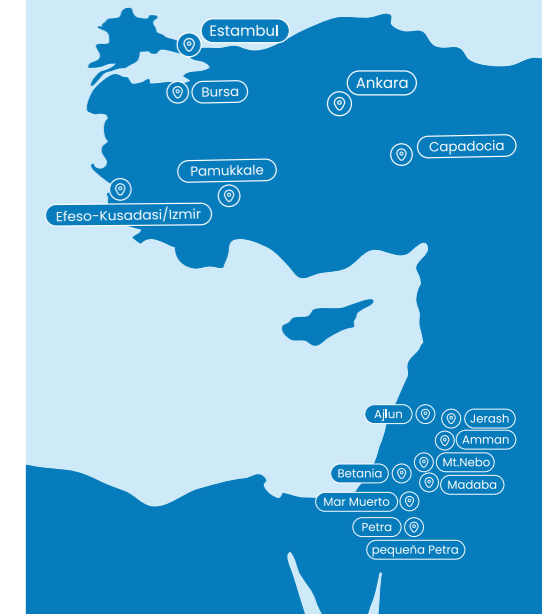 Estambul
Ankara
Bursa
Capadocia
Pamukkale
Efeso-Kusadasi/Izmir
Ajlun
Jerash
Amman
Mt.Nebo
Betania
Madaba
Mar Muerto
Petra
pequeña Petra